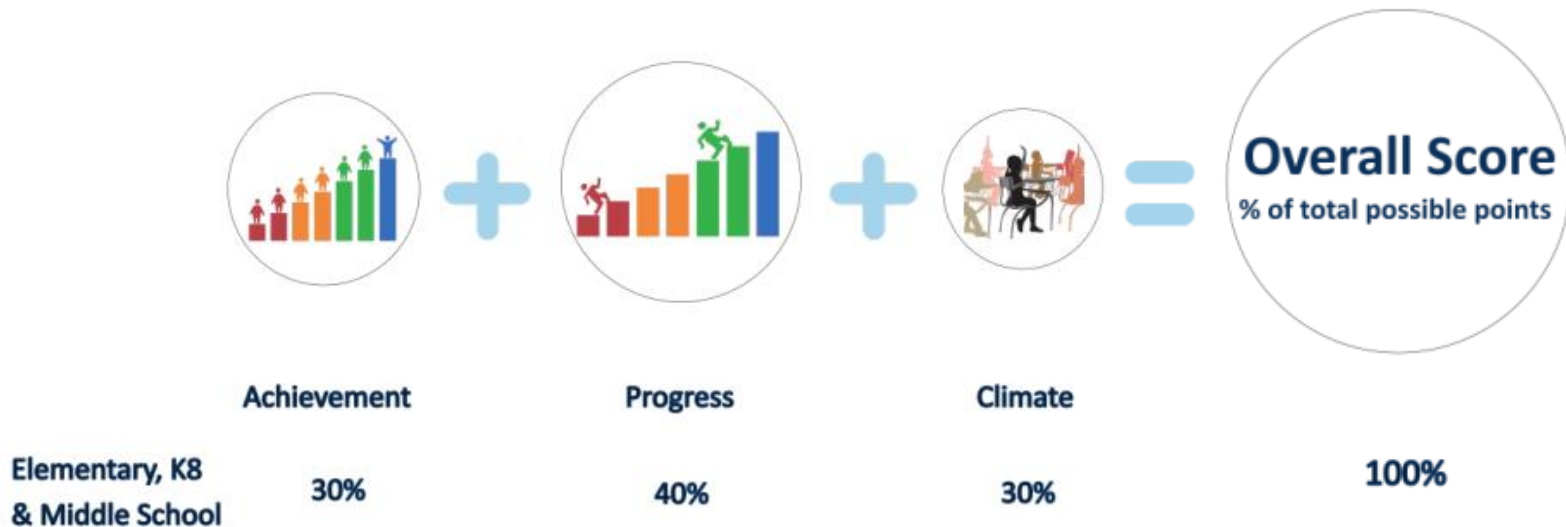 Overall Score
% of total possible points
Achievement Progress Climate
Elementary, K8
& Middle School
30% 40% 30% 100%